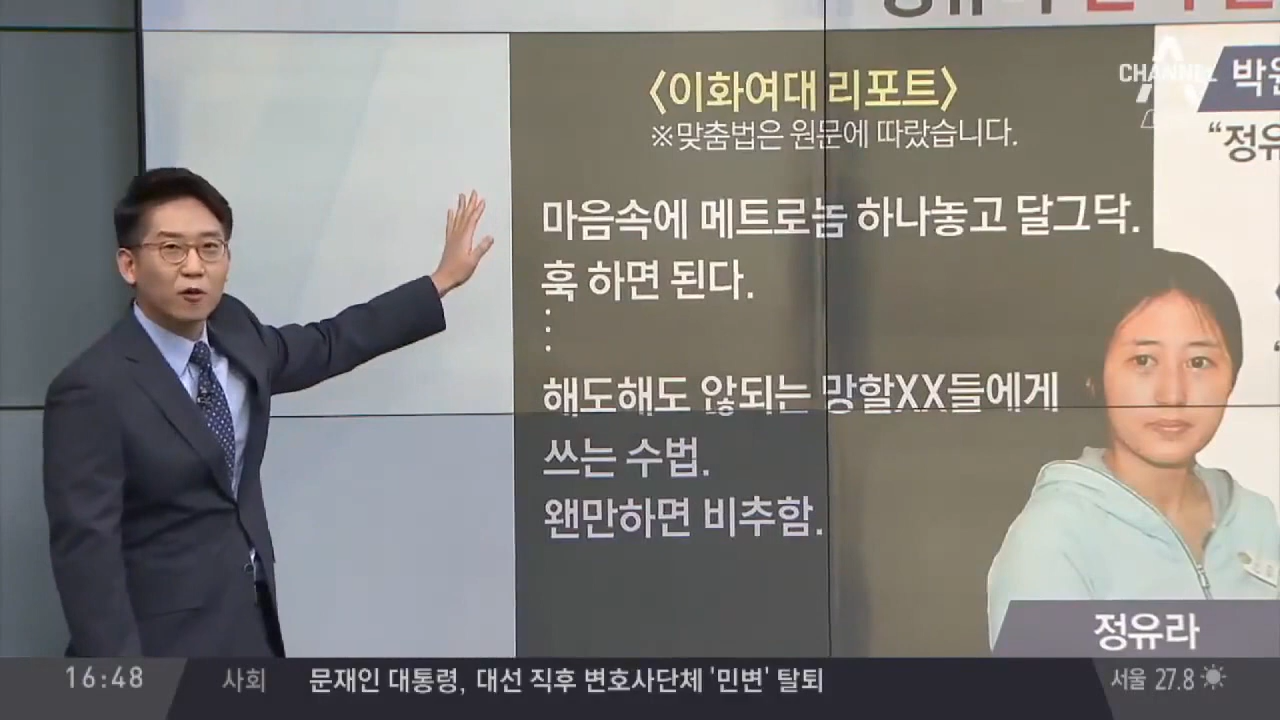 CHANNEL A
<이화여대 리포트>
※맞춤법은 원문에 따랐습니다.
마음속에 메트로놈 하나놓고 달그닥.
훅 하면 된다.
⋮
해도해도 않되는 망할XX들에게
쓰는 수법.
왠만하면 비추함.
“정유
정유라
16:48 사회 문재인 대통령, 대선 직후 변호사단체 '민변' 탈퇴 서울 27.8